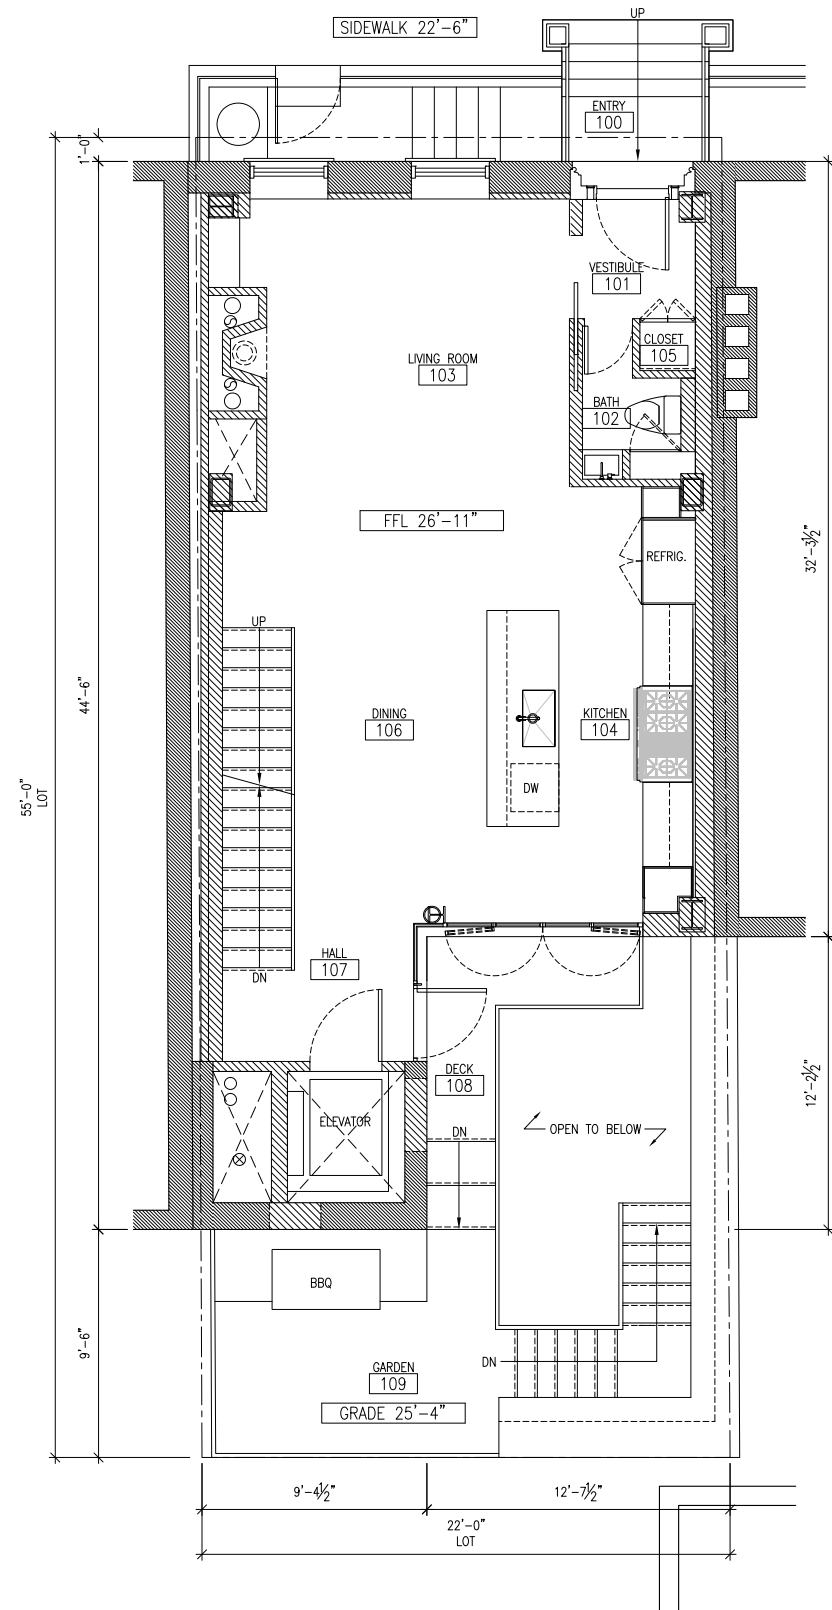 UP
SIDEWALK 22'-6"
ENTRY
100
1'-0"
VESTIBULE
101
CLOSET
105
LIVING ROOM
103
BATH
102
FFL 26'-11"
REFRIG.
32'-3½"
UP
44'-6"
DINING
106
KITCHEN
104
DW
55'-0"
LOT
HALL
107
DN
DECK
108
12'-2½"
ELEVATOR
DN
OPEN TO BELOW
BBQ
9'-6"
DN
GARDEN
109
GRADE 25'-4"
9'-4½"
12'-7½"
22'-0"
LOT